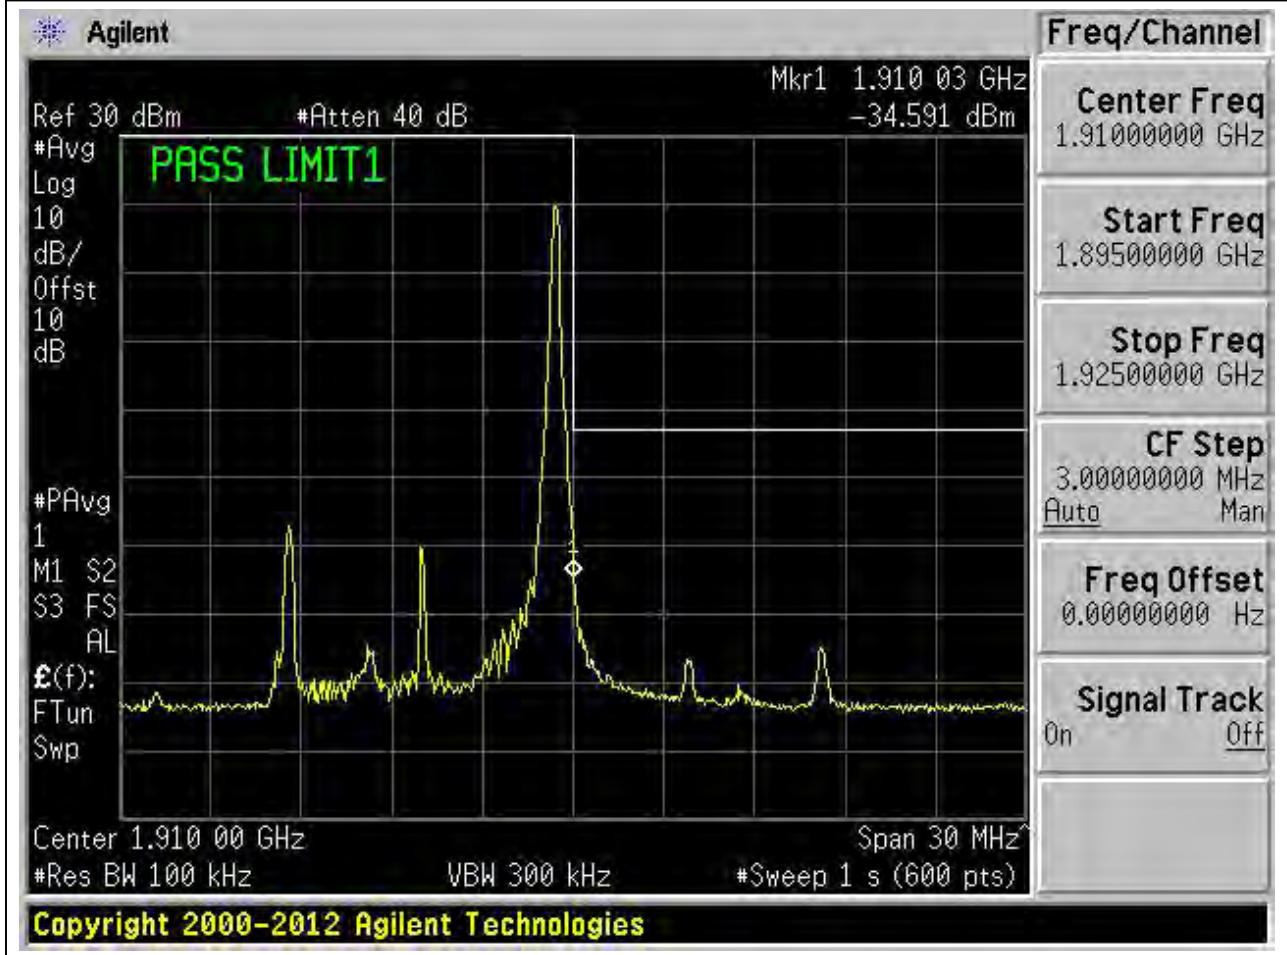 Agilent
Freq/Channel
Mkr1 1.910 03 GHz
Ref 30 dBm #Atten 40 dB -34.591 dBm
#Avg
Log
10
dB/
Offst
10
dB
PASS LIMIT1
#PAvg
1
M1 S2
S3 FS
AL
£(f):
FTun
Swp
1
Center 1.910 00 GHz Span 30 MHz^
#Res BW 100 kHz VBW 300 kHz #Sweep 1 s (600 pts)
Copyright 2000-2012 Agilent Technologies
Center Freq
1.91000000 GHz
Start Freq
1.89500000 GHz
Stop Freq
1.92500000 GHz
CF Step
3.00000000 MHz
Auto Man
Freq Offset
0.00000000 Hz
Signal Track
On Off